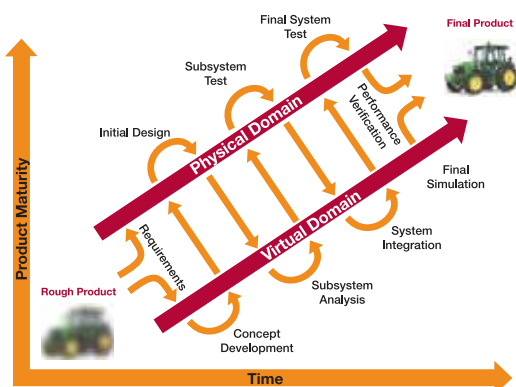 Final Product
Final System
Test
Subsystem
Test
Initial Design
Physical Domain
Performance
Verification
Final
Simulation
Virtual Domain
System
Integration
Requirements
Subsystem
Analysis
Rough Product
Concept
Development
Product Maturity
Time